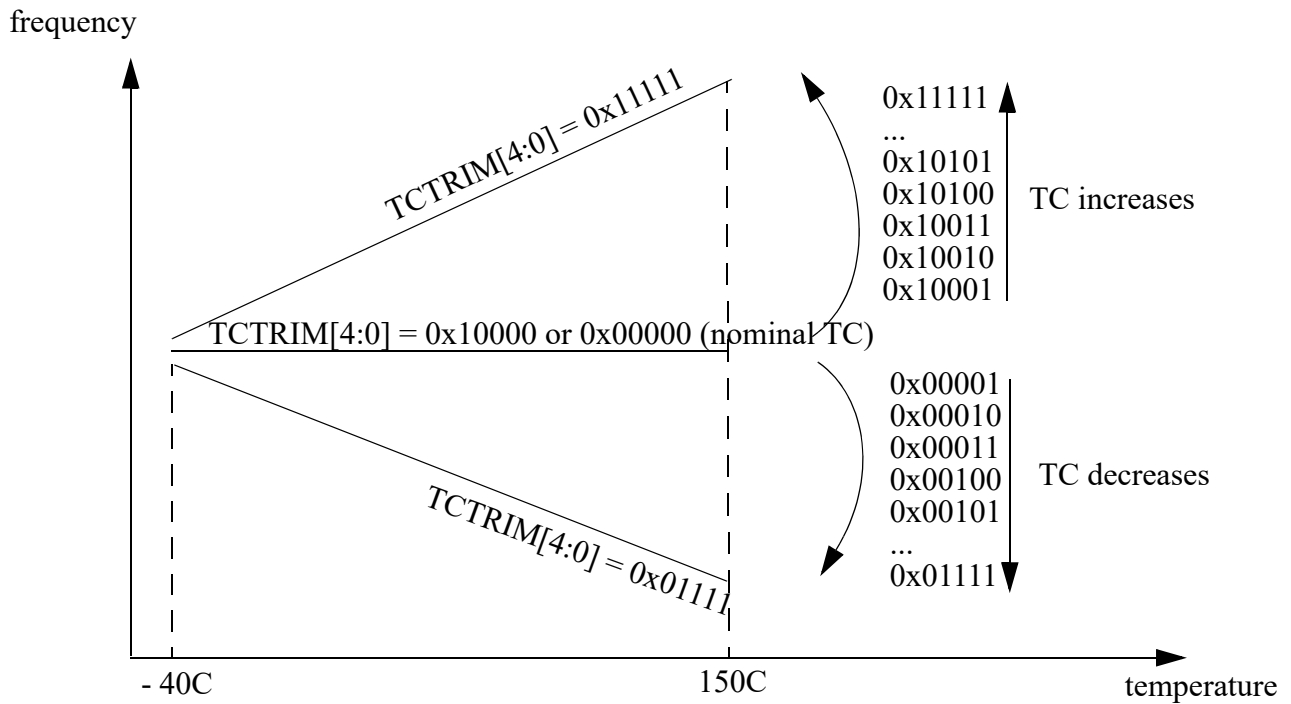 frequency
TCTRIM[4:0] = 0x11111
0x11111
...
0x10101
0x10100
0x10011
0x10010
0x10001
TC increases
TCTRIM[4:0] = 0x10000 or 0x00000 (nominal TC)
0x00001
0x00010
0x00011
0x00100
0x00101
...
0x01111
TC decreases
TCTRIM[4:0] = 0x01111
- 40C
150C
temperature